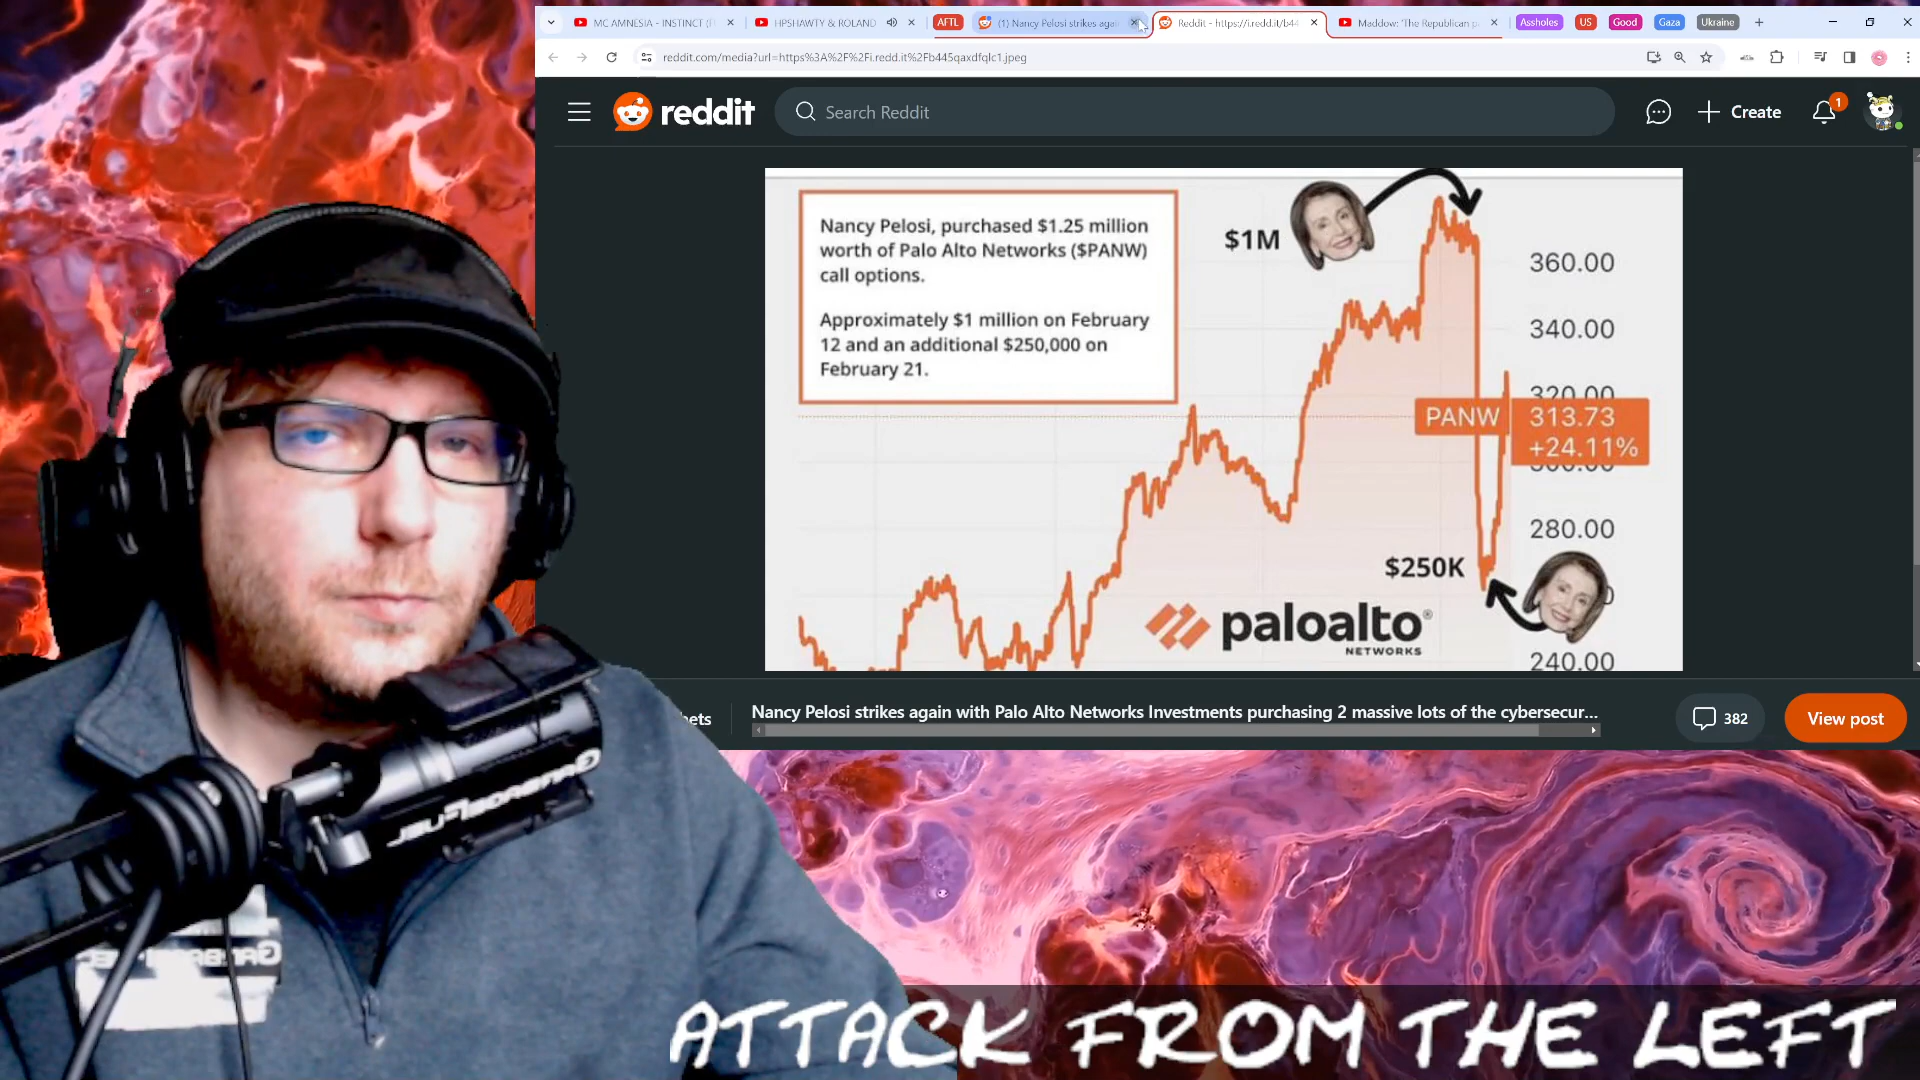 MC AMNESIA - INSTINCT (F
HPSHAWTY & ROLAND
AFTL
(1) Nancy Pelosi strikes agai
Reddit - https://i.redd.it/b44
Maddow: 'The Republican p
Assholes
US
Good
Gaza
Ukraine
reddit.com/media?url=https%3A%2F%2Fi.redd.it%2Fb445qaxdfqlc1.jpeg
reddit
Search Reddit
Create
1
Nancy Pelosi, purchased $1.25 million
worth of Palo Alto Networks ($PANW)
call options.
Approximately $1 million on February
12 and an additional $250,000 on
February 21.
$1M
360.00
340.00
320.00
PANW
313.73
+24.11%
300.00
280.00
$250K
paloalto®
NETWORKS
240.00
bets
Nancy Pelosi strikes again with Palo Alto Networks Investments purchasing 2 massive lots of the cybersecur...
382
View post
ATTACK FROM THE LEFT